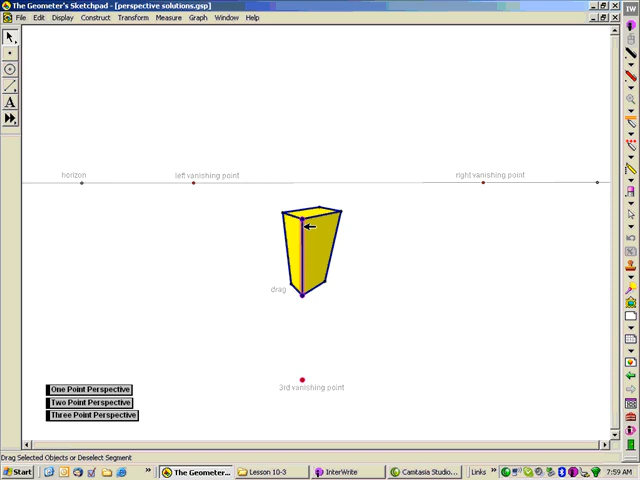 The Geometer's Sketchpad - [perspective solutions.gsp]
IW
File Edit Display Construct Transform Measure Graph Window Help
A
horizon
left vanishing point
right vanishing point
drag
3rd vanishing point
One Point Perspective
Two Point Perspective
Three Point Perspective
Drag Selected Objects or Deselect Segment
Start
»
The Geometer's Sketch...
Lesson 10-3
InterWrite
Camtasia Studio...
Links
»
7:59 AM